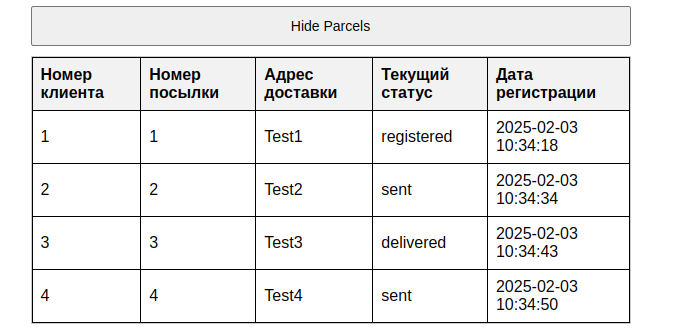 Hide Parcels
Номер клиента Номер посылки Адрес доставки Текущий статус Дата регистрации
1 1 Test1 registered 2025-02-03 10:34:18
2 2 Test2 sent 2025-02-03 10:34:34
3 3 Test3 delivered 2025-02-03 10:34:43
4 4 Test4 sent 2025-02-03 10:34:50